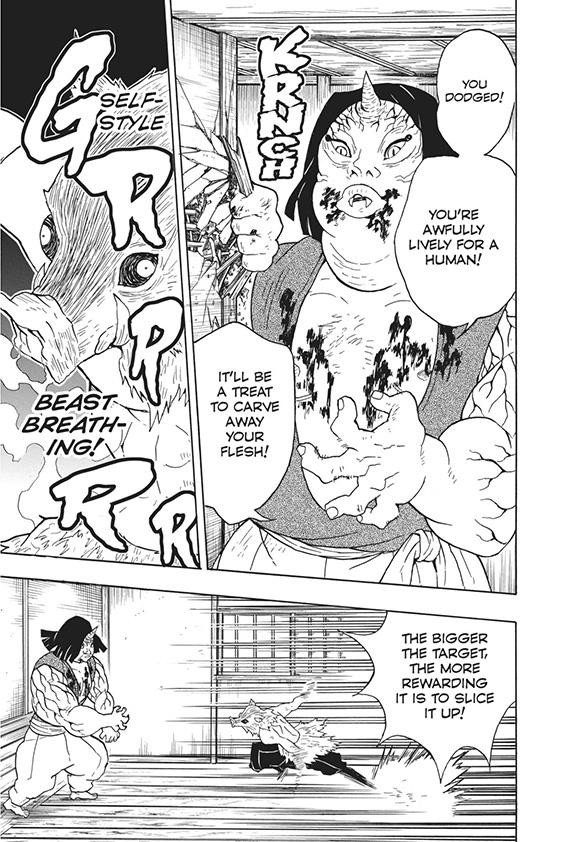 YOU
DODGED!
YOU'RE
AWFULLY
LIVELY FOR A
HUMAN!
KRNCH
IT'LL BE
A TREAT
TO CARVE
AWAY
YOUR
FLESH!
SELF-
STYLE
GRRRR
BEAST
BREATH-
ING!
THE BIGGER
THE TARGET,
THE MORE
REWARDING
IT IS TO SLICE
IT UP!